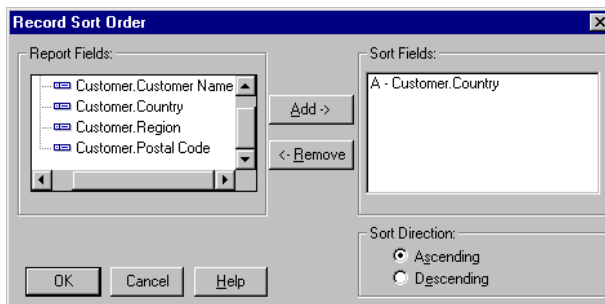 Record Sort Order
Report Fields:
Customer.Customer Name
Customer.Country
Customer.Region
Customer.Postal Code
Add ->
<- Remove
Sort Fields:
A - Customer.Country
Sort Direction:
Ascending
Descending
OK
Cancel
Help